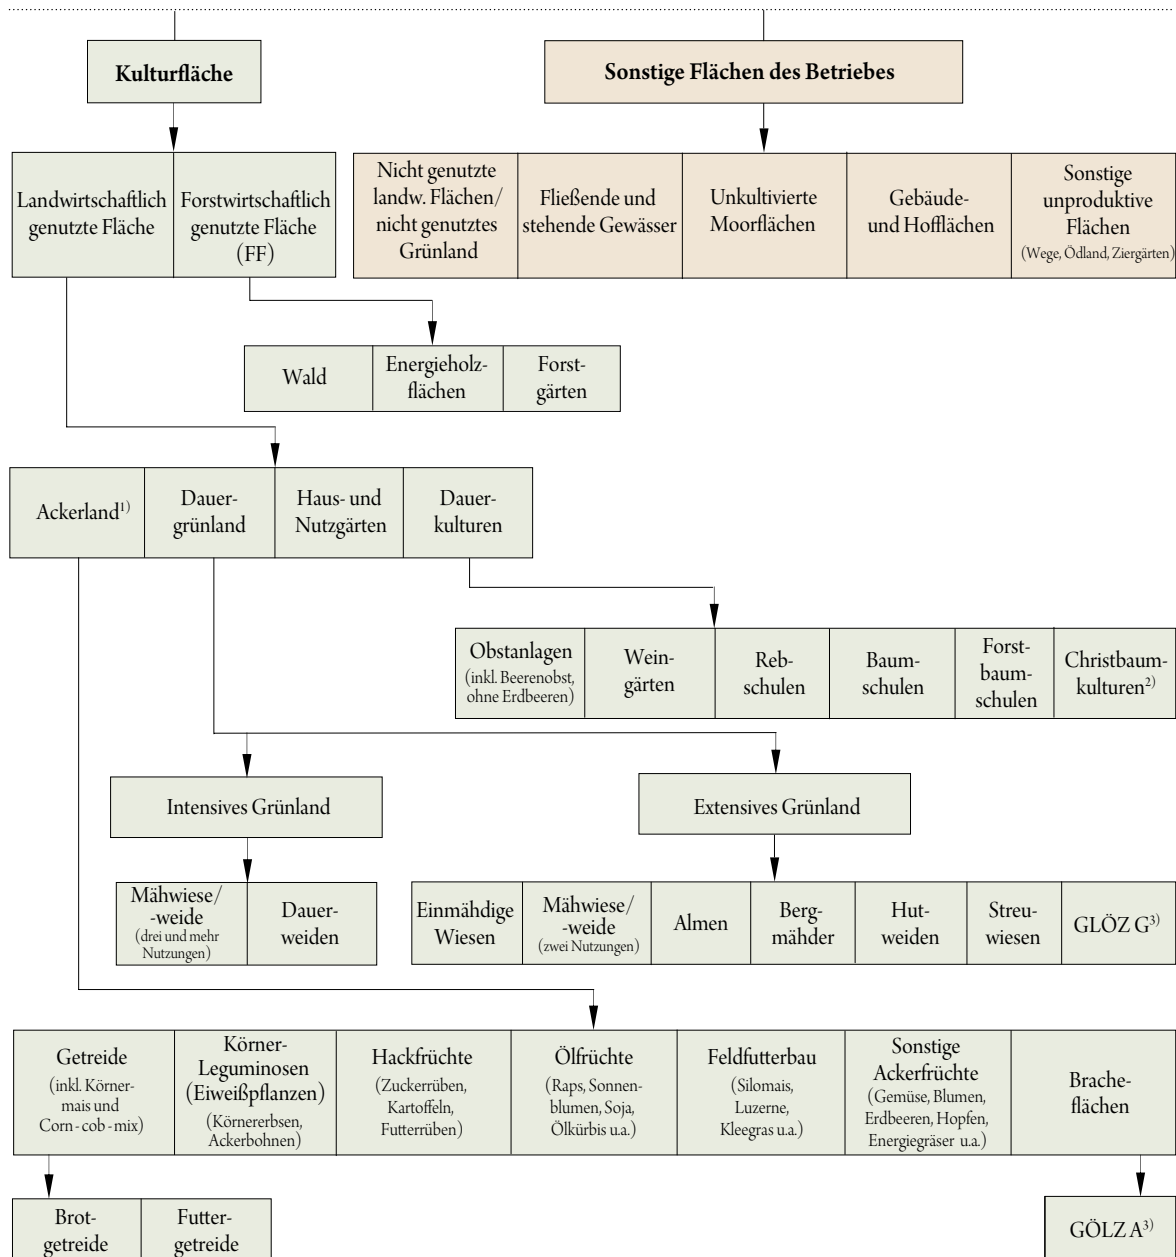 Kulturfläche
Sonstige Flächen des Betriebes
Landwirtschaftlich
genutzte Fläche
Forstwirtschaftlich
genutzte Fläche
(FF)
Nicht genutzte
landw. Flächen/
nicht genutztes
Grünland
Fließende und
stehende Gewässer
Unkultivierte
Moorflächen
Gebäude-
und Hofflächen
Sonstige
unproduktive
Flächen
(Wege, Ödland, Ziergärten)
Wald
Energieholz-
flächen
Forst-
gärten
Ackerland1)
Dauer-
grünland
Haus- und
Nutzgärten
Dauer-
kulturen
Obstanlagen
(inkl. Beerenobst,
ohne Erdbeeren)
Wein-
gärten
Reb-
schulen
Baum-
schulen
Forst-
baum-
schulen
Christbaum-
kulturen2)
Intensives Grünland
Extensives Grünland
Mähwiese/
-weide
(drei und mehr
Nutzungen)
Dauer-
weiden
Einmähdige
Wiesen
Mähwiese/
-weide
(zwei Nutzungen)
Almen
Berg-
mähder
Hut-
weiden
Streu-
wiesen
GLÖZ G3)
Getreide
(inkl. Körner-
mais und
Corn-cob-mix)
Körner-
Leguminosen
(Eiweißpflanzen)
(Körnererbsen,
Ackerbohnen)
Hackfrüchte
(Zuckerrüben,
Kartoffeln,
Futterrüben)
Ölfrüchte
(Raps, Sonnen-
blumen, Soja,
Ölkürbis u.a.)
Feldfutterbau
(Silomais,
Luzerne,
Kleegras u.a.)
Sonstige
Ackerfrüchte
(Gemüse, Blumen,
Erdbeeren, Hopfen,
Energiegräser u.a.)
Brache-
flächen
Brot-
getreide
Futter-
getreide
GÖLZ A3)